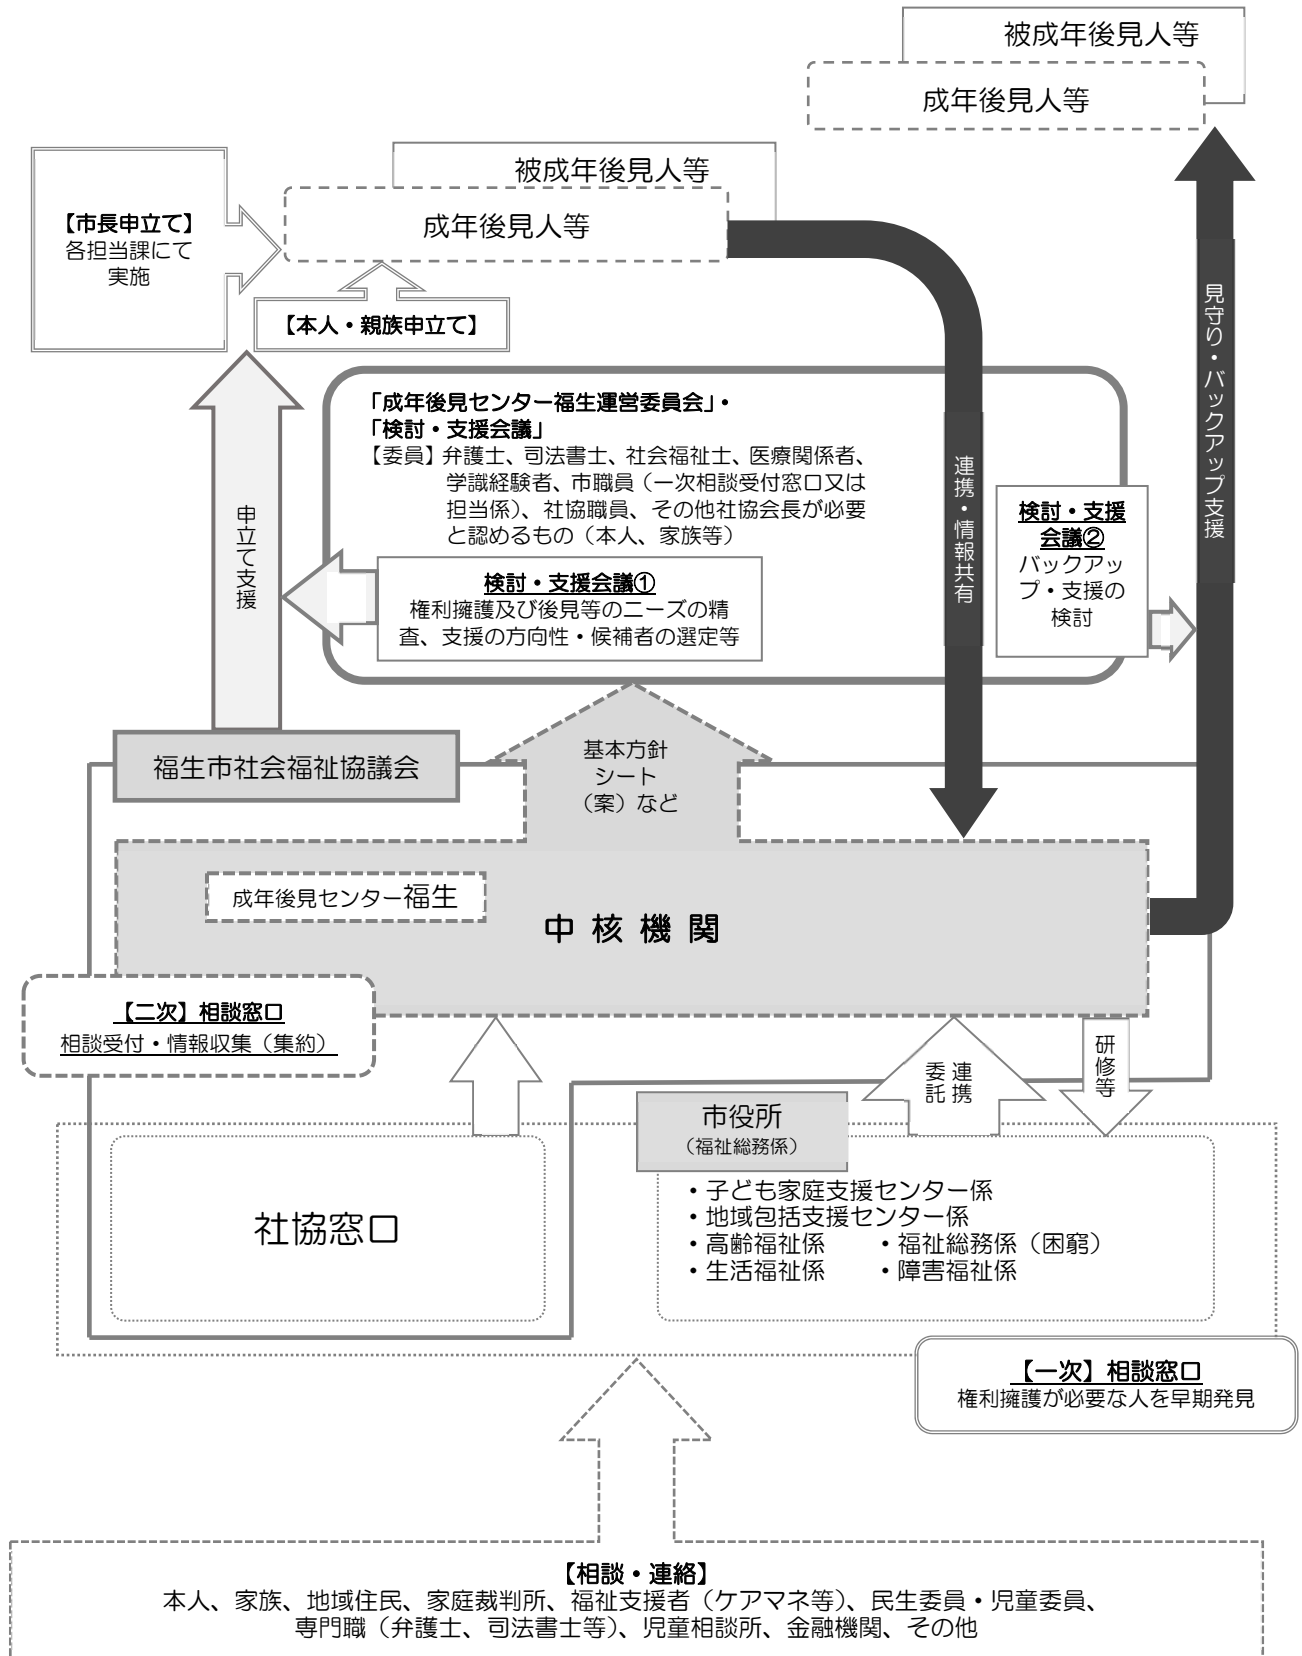 被成年後見人等
成年後見人等
被成年後見人等
成年後見人等
【市長申立て】
各担当課にて
実施
【本人・親族申立て】
見守り・バックアップ支援
「成年後見センター福生運営委員会」・
「検討・支援会議」
【委員】弁護士、司法書士、社会福祉士、医療関係者、
学識経験者、市職員（一次相談受付窓口又は
担当係）、社協職員、その他社協会長が必要
と認めるもの（本人、家族等）
連携・情報共有
検討・支援
会議②
バックアッ
プ・支援の
検討
申立て支援
検討・支援会議①
権利擁護及び後見等のニーズの精
査、支援の方向性・候補者の選定等
福生市社会福祉協議会
基本方針
シート
（案）など
成年後見センター福生
中核機関
【二次】相談窓口
相談受付・情報収集（集約）
連携
委託
研修等
市役所
（福祉総務係）
社協窓口
・子ども家庭支援センター係
・地域包括支援センター係
・高齢福祉係　　・福祉総務係（困窮）
・生活福祉係　　・障害福祉係
【一次】相談窓口
権利擁護が必要な人を早期発見
【相談・連絡】
本人、家族、地域住民、家庭裁判所、福祉支援者（ケアマネ等）、民生委員・児童委員、
専門職（弁護士、司法書士等）、児童相談所、金融機関、その他